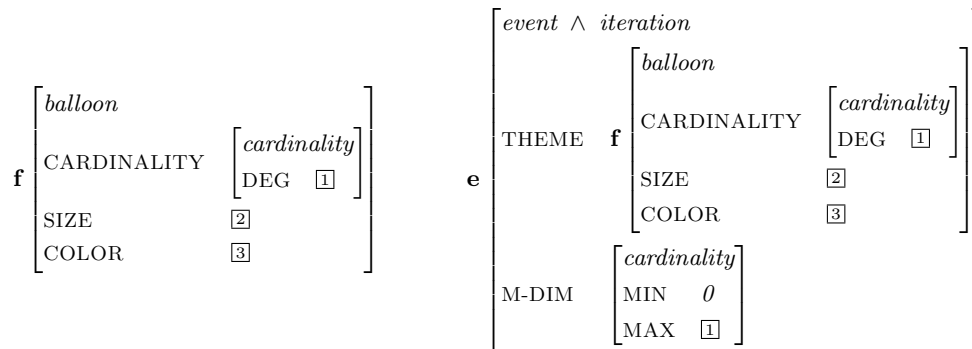 f
balloon
CARDINALITY
cardinality
DEG 1
SIZE 2
COLOR 3
e
event ∧ iteration
THEME f
balloon
CARDINALITY
cardinality
DEG 1
SIZE 2
COLOR 3
M-DIM
cardinality
MIN 0
MAX 1